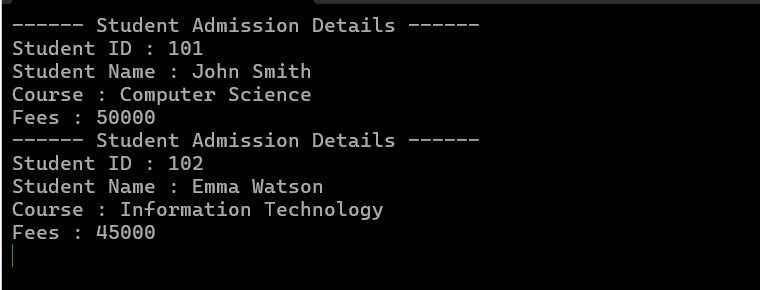 ------ Student Admission Details ------
Student ID : 101
Student Name : John Smith
Course : Computer Science
Fees : 50000
------ Student Admission Details ------
Student ID : 102
Student Name : Emma Watson
Course : Information Technology
Fees : 45000